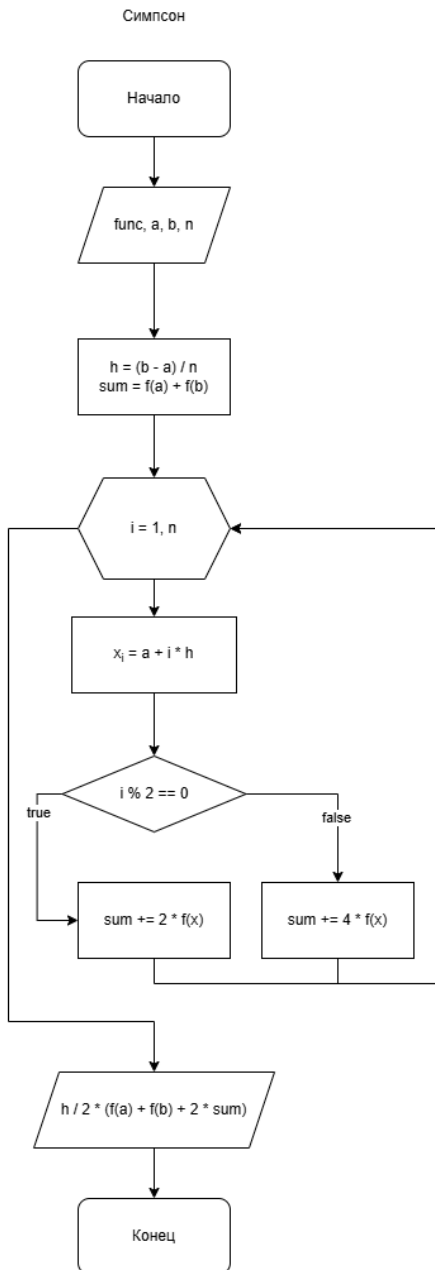 Симпсон
Начало
func, a, b, n
h = (b - a) / n
sum = f(a) + f(b)
i = 1, n
xᵢ = a + i * h
i % 2 == 0
true
false
sum += 2 * f(x)
sum += 4 * f(x)
h / 2 * (f(a) + f(b) + 2 * sum)
Конец